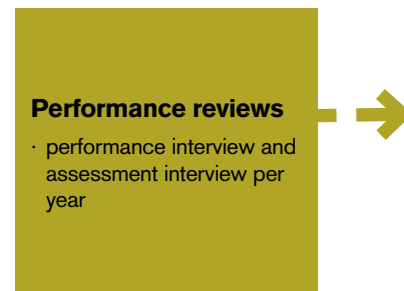 Performance reviews
· performance interview and
assessment interview per
year